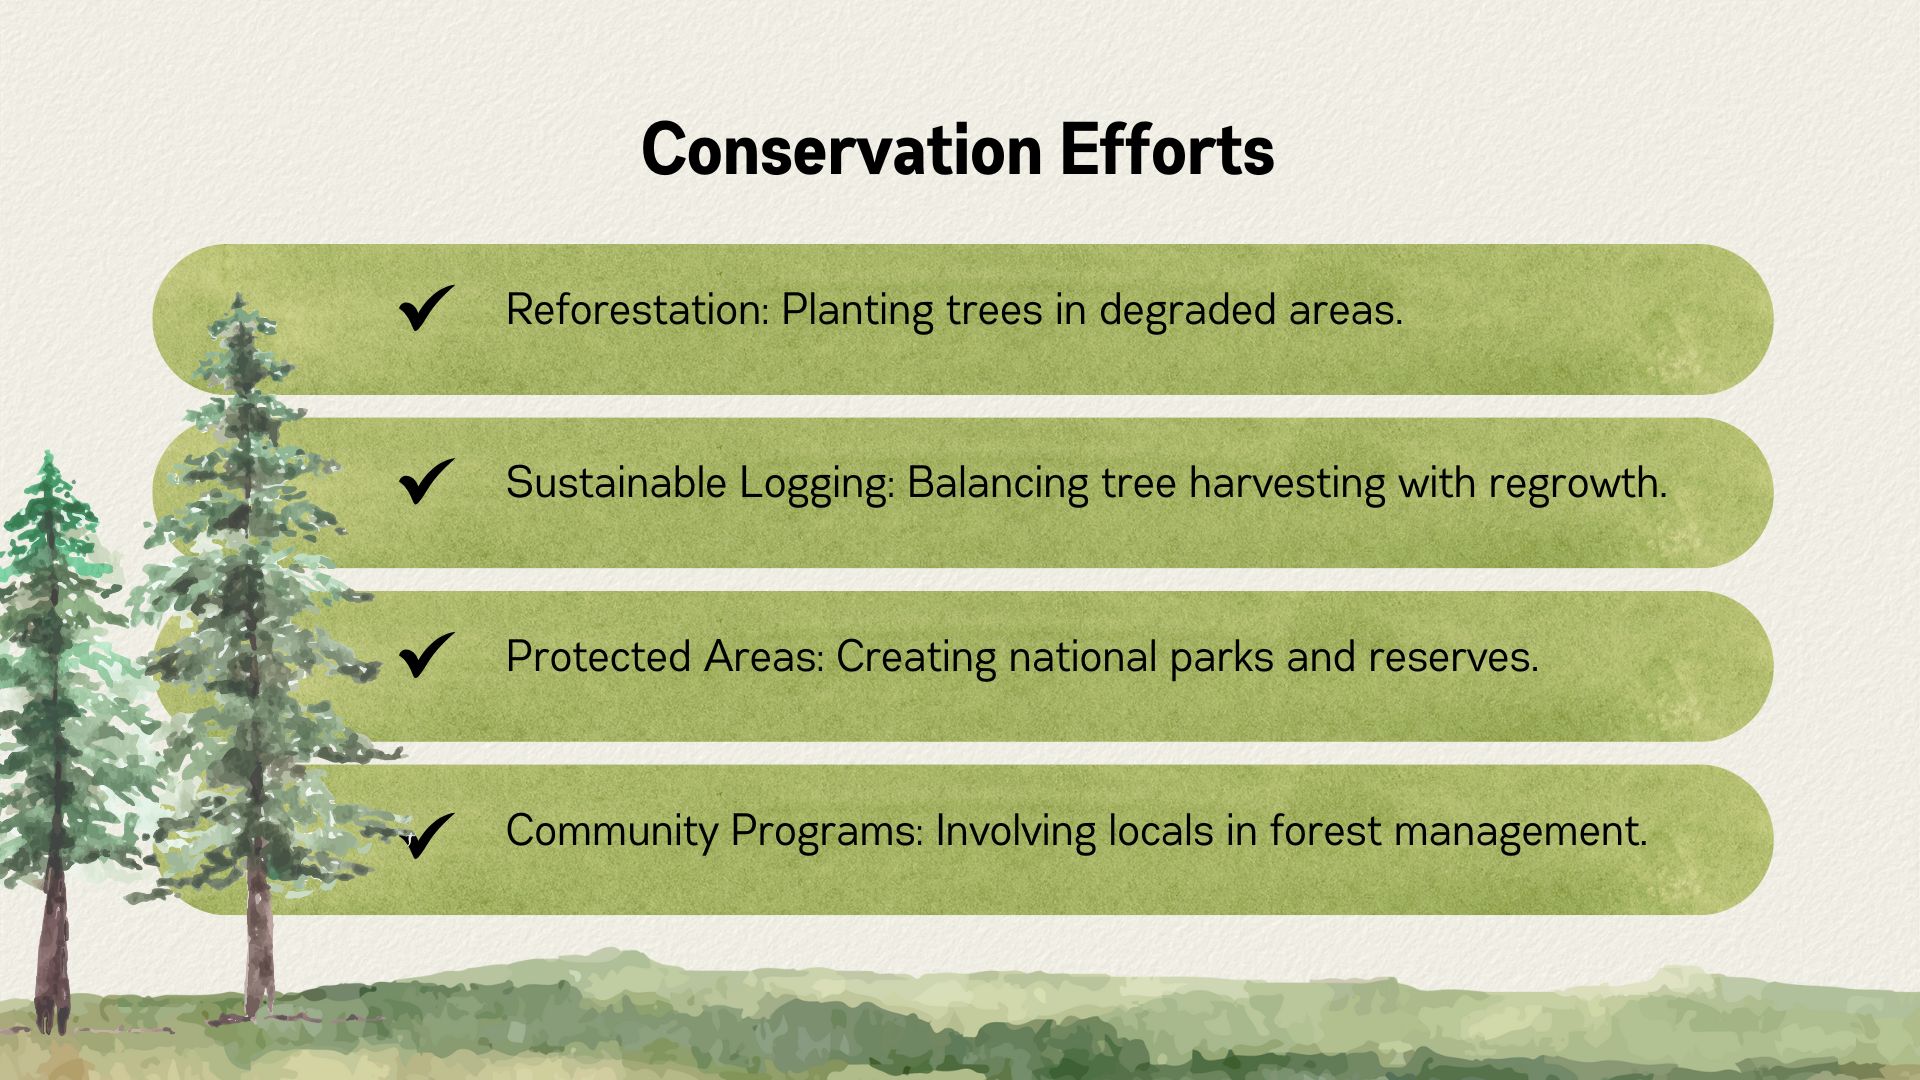 Conservation Efforts
✔ Reforestation: Planting trees in degraded areas.
✔ Sustainable Logging: Balancing tree harvesting with regrowth.
✔ Protected Areas: Creating national parks and reserves.
✔ Community Programs: Involving locals in forest management.